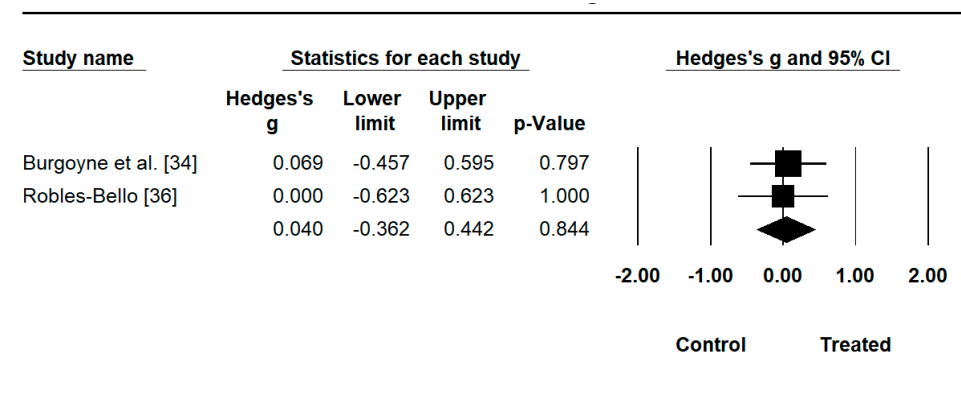 Study name Statistics for each study Hedges's g and 95% CI
Hedges's Lower Upper
g limit limit p-Value
Burgoyne et al. [34] 0.069 -0.457 0.595 0.797
Robles-Bello [36] 0.000 -0.623 0.623 1.000
0.040 -0.362 0.442 0.844
-2.00 -1.00 0.00 1.00 2.00
Control Treated